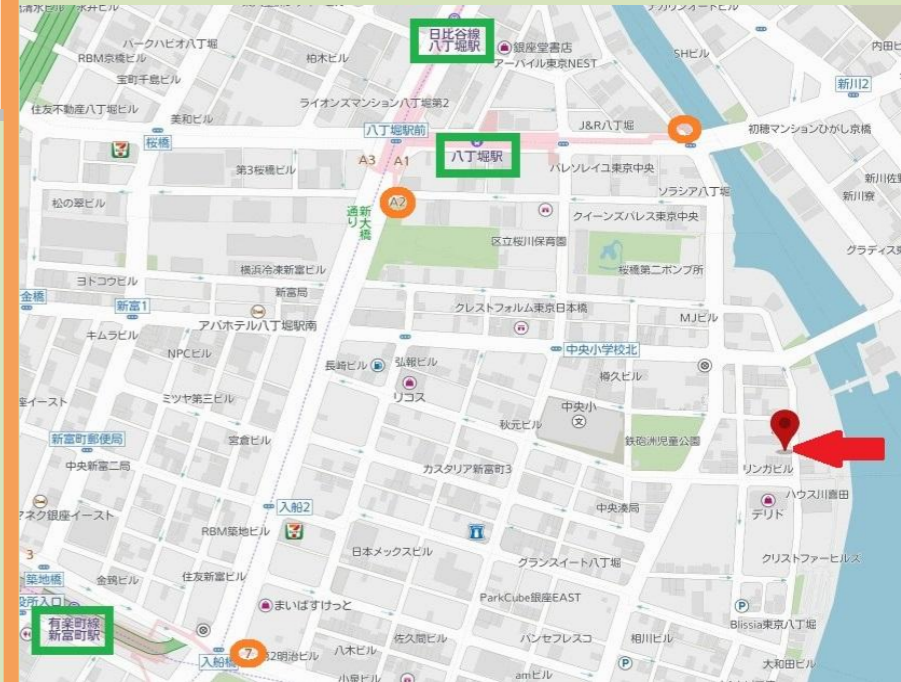 日比谷線
八丁堀駅
銀座堂書店
アーバイル東京NEST
パークハビオ八丁堀
RBM京橋ビル
柏木ビル
SHビル
新川2
宝町千島ビル
ライオンズマンション八丁堀第2
住友不動産八丁堀ビル
美和ビル
八丁堀駅前
J&R八丁堀
初穂マンションひがし京橋
桜橋
A3
A1
八丁堀駅
パレソレイユ東京中央
第3桜橋ビル
ソラシア八丁堀
松の翠ビル
A2
新大橋
通り
クイーンズパレス東京中央
区立桜川保育園
横浜冷凍新富ビル
桜橋第二ポンプ所
ヨドコウビル
新富局
新富1
クレストフォルム東京日本橋
アパホテル八丁堀駅南
MJビル
キムラビル
NPCビル
中央小学校北
長崎ビル
弘報ビル
樽久ビル
リコス
ミツヤ第三ビル
中央小
文
秋元ビル
新富町郵便局
宮倉ビル
鉄砲洲児童公園
中央新富二局
カスタリア新富町3
リンガビル
ハウス川喜田
デリド
入船2
中央湊局
RBM築地ビル
日本メックスビル
グランスイート八丁堀
クリストファーヒルズ
3
築地橋
金鵄ビル
住友新富ビル
ParkCube銀座EAST
まいばすけっと
P
Blissia東京八丁堀
有楽町線
新富町駅
佐久間ビル
パンセフレスコ
相川ビル
入船橋
7
八木ビル
P
大和田ビル
小泉ビル
amビル